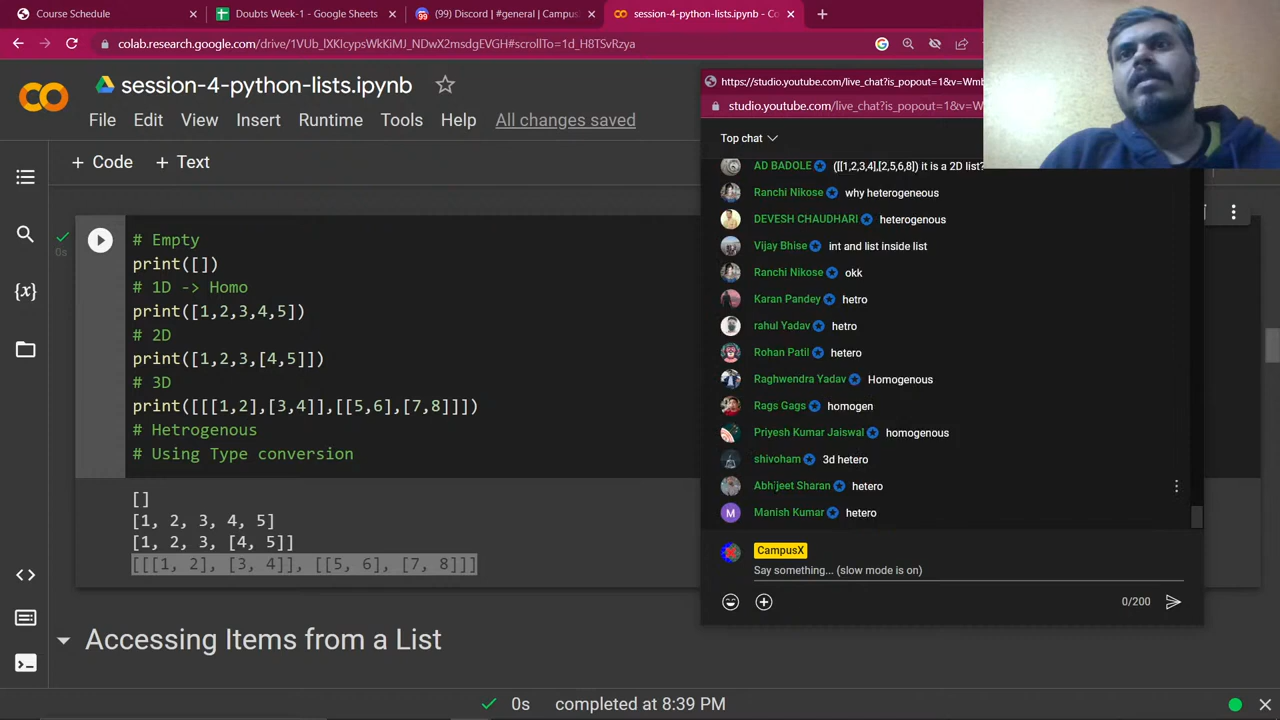 Course Schedule
Doubts Week-1 - Google Sheets
(99) Discord | #general | Campus
session-4-python-lists.ipynb - Co
colab.research.google.com/drive/1VUb_lXKIcypsWkKiMJ_NDwX2msdgEVGH#scrollTo=1d_H8TSvRzya
session-4-python-lists.ipynb
File Edit View Insert Runtime Tools Help All changes saved
+ Code + Text
0s
# Empty
print([])
# 1D -> Homo
print([1,2,3,4,5])
# 2D
print([1,2,3,[4,5]])
# 3D
print([[[1,2],[3,4]],[[5,6],[7,8]]])
# Hetrogenous
# Using Type conversion
[]
[1, 2, 3, 4, 5]
[1, 2, 3, [4, 5]]
[[[1, 2], [3, 4]], [[5, 6], [7, 8]]]
Accessing Items from a List
https://studio.youtube.com/live_chat?is_popout=1&v=Wmb
studio.youtube.com/live_chat?is_popout=1&v=W
Top chat
AD BADOLE ([[1,2,3,4],[2,5,6,8]) it is a 2D list?
Ranchi Nikose why heterogeneous
DEVESH CHAUDHARI heterogenous
Vijay Bhise int and list inside list
Ranchi Nikose okk
Karan Pandey hetro
rahul Yadav hetro
Rohan Patil hetero
Raghwendra Yadav Homogenous
Rags Gags homogen
Priyesh Kumar Jaiswal homogenous
shivoham 3d hetero
Abhijeet Sharan hetero
M Manish Kumar hetero
CampusX
Say something... (slow mode is on)
0/200
0s completed at 8:39 PM